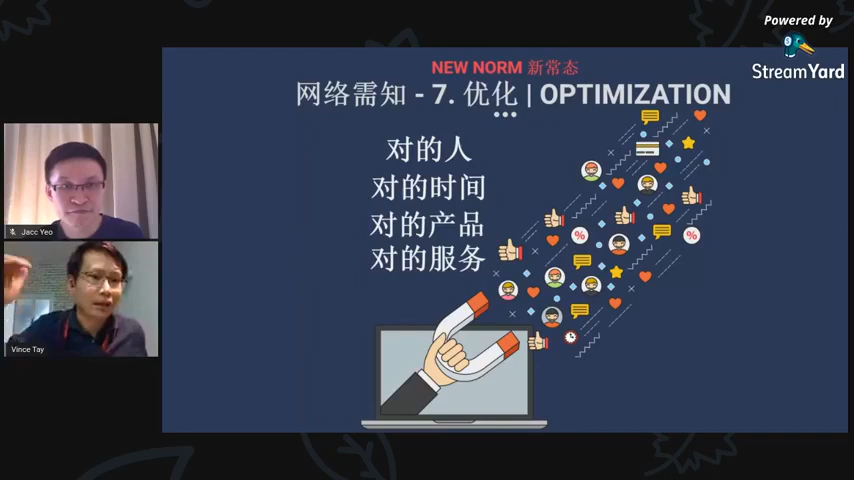 Powered by
StreamYard
NEW NORM 新常态
网络需知 - 7. 优化 | OPTIMIZATION
对的人
对的时间
对的产品
对的服务
Jacc Yeo
Vince Tay